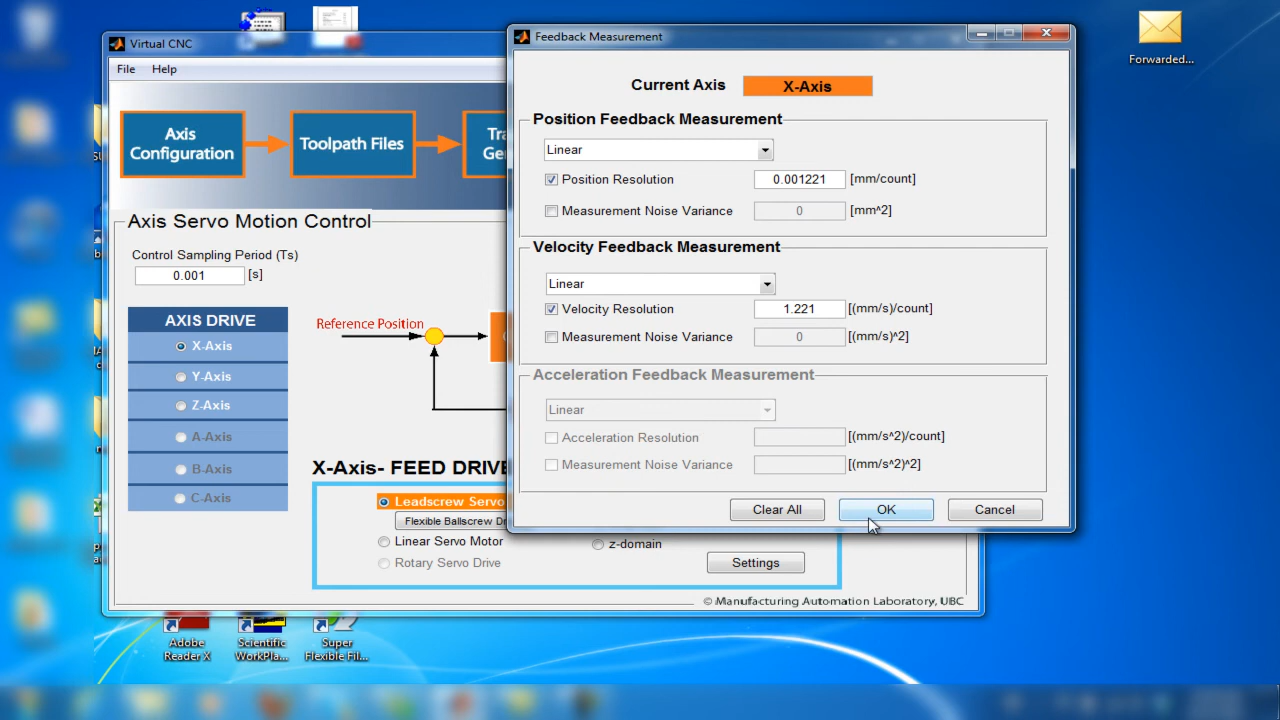 Virtual CNC
File Help
Axis
Configuration
Toolpath Files
Tra
Ge
Axis Servo Motion Control
Control Sampling Period (Ts)
0.001 [s]
AXIS DRIVE
X-Axis
Y-Axis
Z-Axis
A-Axis
B-Axis
C-Axis
Reference Position
X-Axis- FEED DRIVE
Leadscrew Servo
Flexible Ballscrew Dr
Linear Servo Motor
Rotary Servo Drive
z-domain
Settings
© Manufacturing Automation Laboratory, UBC
Feedback Measurement
Current Axis X-Axis
Position Feedback Measurement
Linear
Position Resolution 0.001221 [mm/count]
Measurement Noise Variance 0 [mm^2]
Velocity Feedback Measurement
Linear
Velocity Resolution 1.221 [(mm/s)/count]
Measurement Noise Variance 0 [(mm/s)^2]
Acceleration Feedback Measurement
Linear
Acceleration Resolution [(mm/s^2)/count]
Measurement Noise Variance [(mm/s^2)^2]
Clear All OK Cancel
Forwarded...
Adobe
Reader X
Scientific
WorkPla...
Super
Flexible Fil...